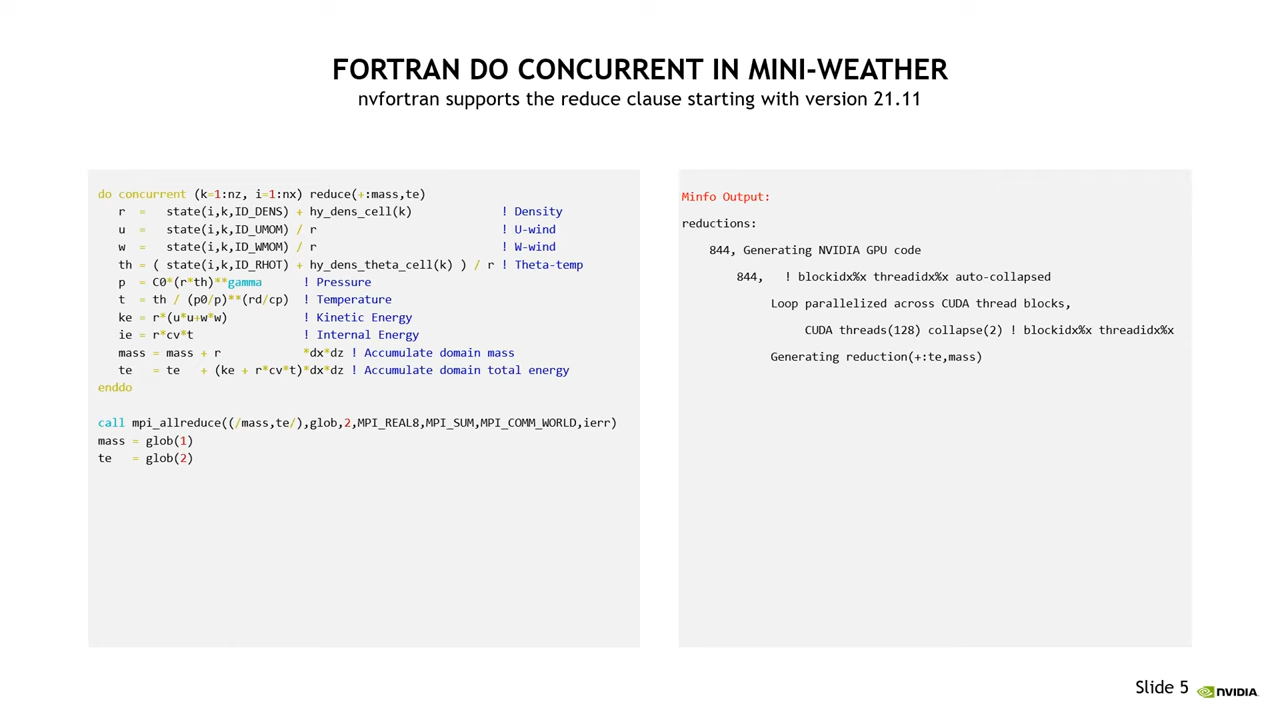 FORTRAN DO CONCURRENT IN MINI-WEATHER
nvfortran supports the reduce clause starting with version 21.11
do concurrent (k=1:nz, i=1:nx) reduce(+:mass,te)
r = state(i,k,ID_DENS) + hy_dens_cell(k) ! Density
u = state(i,k,ID_UMOM) / r ! U-wind
w = state(i,k,ID_WMOM) / r ! W-wind
th = ( state(i,k,ID_RHOT) + hy_dens_theta_cell(k) ) / r ! Theta-temp
p = C0*(r*th)**gamma ! Pressure
t = th / (p0/p)**(rd/cp) ! Temperature
ke = r*(u*u+w*w) ! Kinetic Energy
ie = r*cv*t ! Internal Energy
mass = mass + r *dx*dz ! Accumulate domain mass
te = te + (ke + r*cv*t)*dx*dz ! Accumulate domain total energy
enddo
call mpi_allreduce((/mass,te/),glob,2,MPI_REAL8,MPI_SUM,MPI_COMM_WORLD,ierr)
mass = glob(1)
te = glob(2)
Minfo Output:
reductions:
844, Generating NVIDIA GPU code
844, ! blockidx%x threadidx%x auto-collapsed
Loop parallelized across CUDA thread blocks,
CUDA threads(128) collapse(2) ! blockidx%x threadidx%x
Generating reduction(+:te,mass)
Slide 5
NVIDIA.